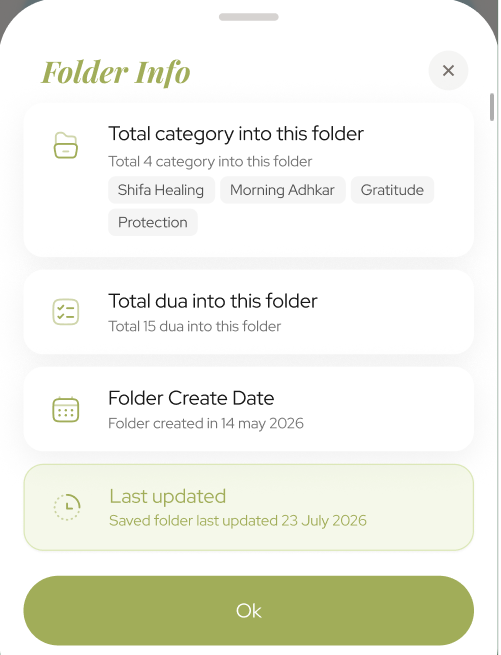 Folder Info
Total category into this folder
Total 4 category into this folder
Shifa Healing Morning Adhkar Gratitude
Protection
Total dua into this folder
Total 15 dua into this folder
Folder Create Date
Folder created in 14 may 2026
Last updated
Saved folder last updated 23 July 2026
Ok